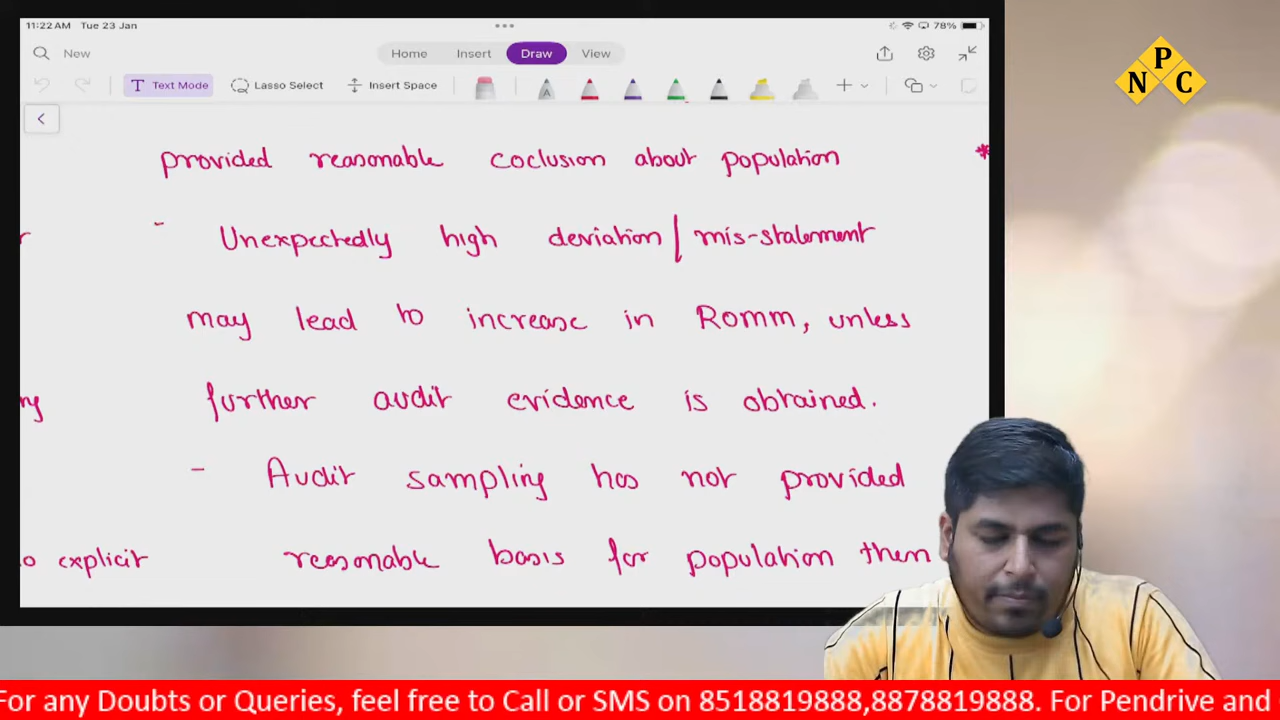 11:22 AM Tue 23 Jan
78%
New
Home Insert Draw View
Text Mode Lasso Select Insert Space
provided reasonable coclusion about population *
- Unexpectedly high deviation / mis-statement
may lead to increase in Romm, unless
further audit evidence is obtained.
- Audit sampling has not provided
explicit reasonable basis for population then
N P C
For any Doubts or Queries, feel free to Call or SMS on 8518819888,8878819888. For Pendrive and